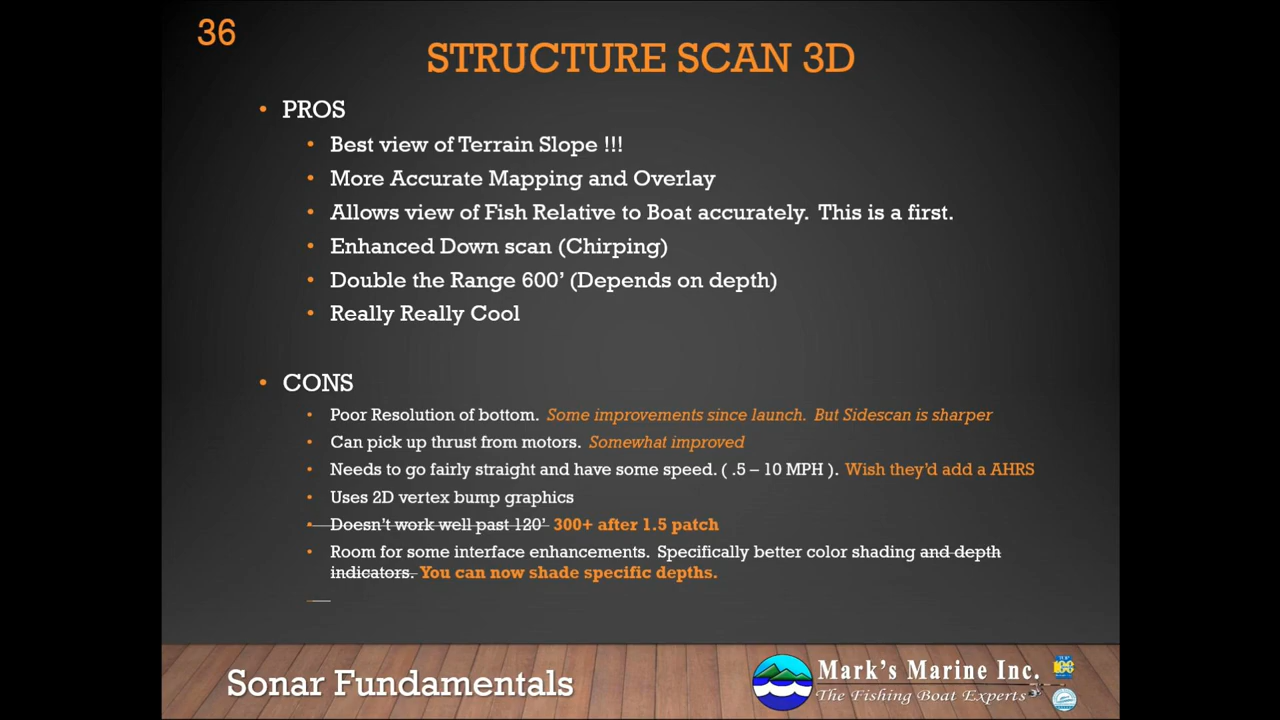 36
STRUCTURE SCAN 3D
• PROS
• Best view of Terrain Slope !!!
• More Accurate Mapping and Overlay
• Allows view of Fish Relative to Boat accurately. This is a first.
• Enhanced Down scan (Chirping)
• Double the Range 600’ (Depends on depth)
• Really Really Cool
• CONS
• Poor Resolution of bottom. Some improvements since launch. But Sidescan is sharper
• Can pick up thrust from motors. Somewhat improved
• Needs to go fairly straight and have some speed. ( .5 – 10 MPH ). Wish they’d add a AHRS
• Uses 2D vertex bump graphics
• Doesn’t work well past 120’ 300+ after 1.5 patch
• Room for some interface enhancements. Specifically better color shading and depth
indicators. You can now shade specific depths.
Sonar Fundamentals
Mark's Marine Inc.
The Fishing Boat Experts